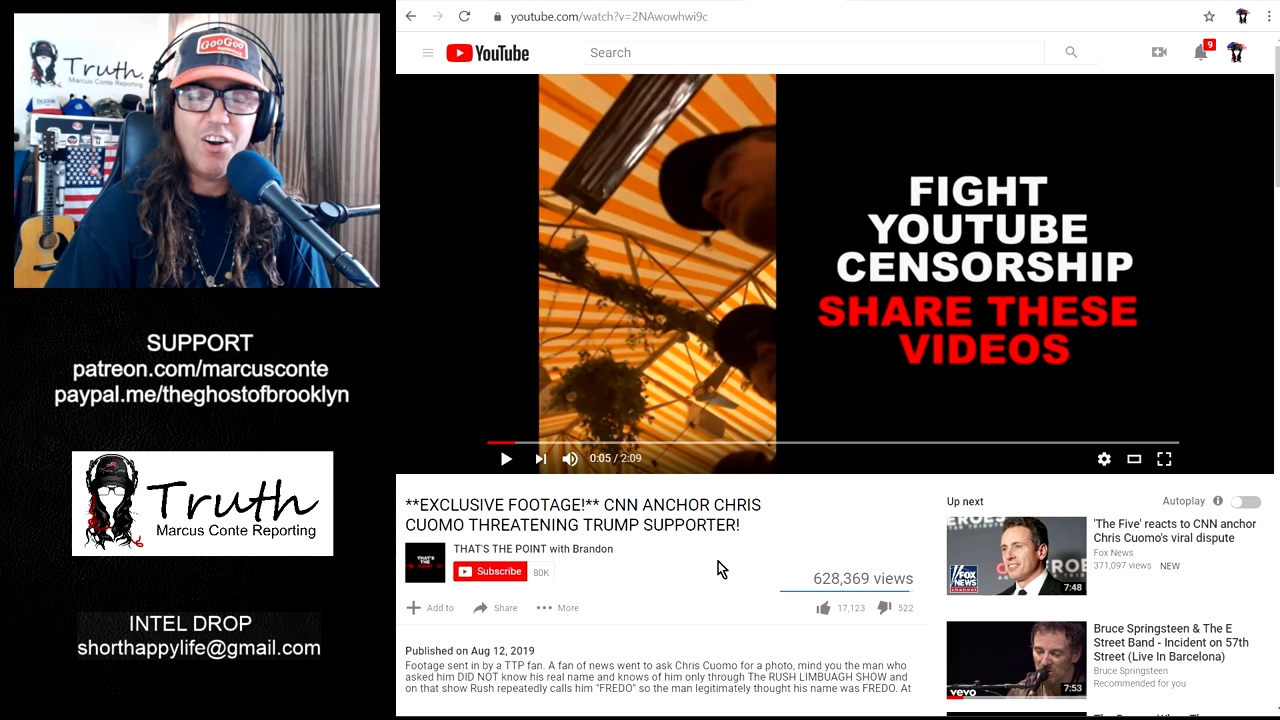 GOOGOO
Truth.
Marcus Conte Reporting
SUPPORT
patreon.com/marcusconte
paypal.me/theghostofbrooklyn
Truth
Marcus Conte Reporting
INTEL DROP
shorthappylife@gmail.com
youtube.com/watch?v=2NAwowhwi9c
YouTube
Search
9
FIGHT
YOUTUBE
CENSORSHIP
SHARE THESE
VIDEOS
0:05 / 2:09
**EXCLUSIVE FOOTAGE!** CNN ANCHOR CHRIS
CUOMO THREATENING TRUMP SUPPORTER!
THAT'S THE POINT
THAT'S THE POINT with Brandon
Subscribe 80K
628,369 views
Add to Share More
17,123 522
Published on Aug 12, 2019
Footage sent in by a TTP fan. A fan of news went to ask Chris Cuomo for a photo, mind you the man who
asked him DID NOT know his real name and knows of him only through The RUSH LIMBUAGH SHOW and
on that show Rush repeatedly calls him "FREDO" so the man legitimately thought his name was FREDO. At
Up next
Autoplay
FOX
NEWS
channel
7:48
'The Five' reacts to CNN anchor
Chris Cuomo's viral dispute
Fox News
371,097 views NEW
vevo
7:53
Bruce Springsteen & The E
Street Band - Incident on 57th
Street (Live In Barcelona)
Bruce Springsteen
Recommended for you